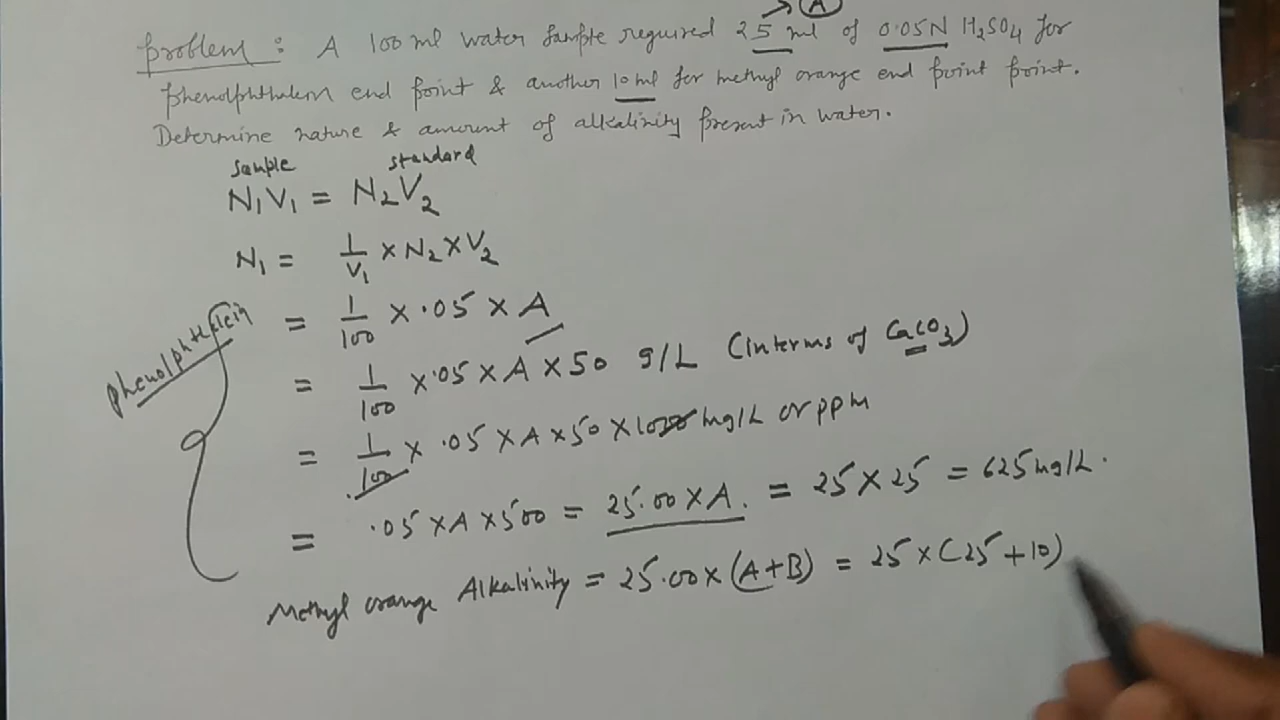 A
problem : A 100 ml water sample required 25 ml of 0.05N H₂SO₄ for
phenolphthalein end point & another 10 ml for methyl orange end point point.
Determine nature & amount of alkalinity present in water.
sample standard
N₁V₁ = N₂V₂
N₁ = 1/V₁ × N₂ × V₂
= 1/100 × .05 × A
phenolphthelein
= 1/100 × .05 × A × 50 g/L (interms of CaCO₃)
= 1/100 × .05 × A × 50 × 1000 mg/L or ppm
= .05 × A × 500 = 25.00 × A. = 25 × 25 = 625 mg/L.
Methyl orange Alkalinity = 25.00 × (A+B) = 25 × (25 + 10)